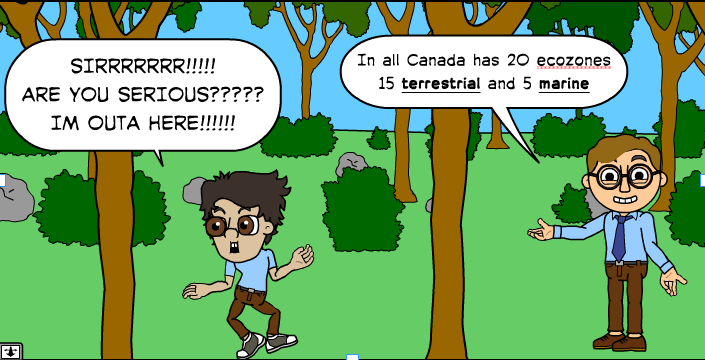 SIRRRRRRR!!!!!
ARE YOU SERIOUS?????
IM OUTA HERE!!!!!!
In all Canada has 20 ecozones
15 terrestrial and 5 marine